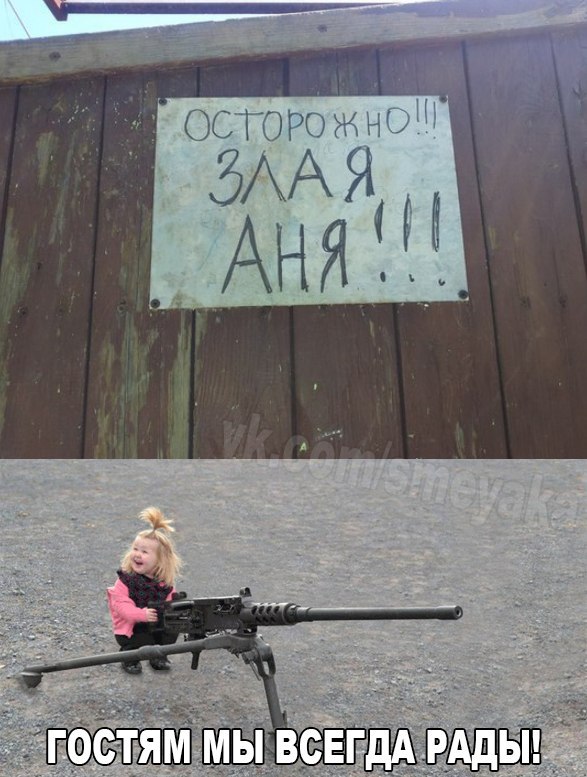 ОСТОРОЖНО!!!
ЗЛАЯ
АНЯ!!!
vk.com/smeyaka
ГОСТЯМ МЫ ВСЕГДА РАДЫ!